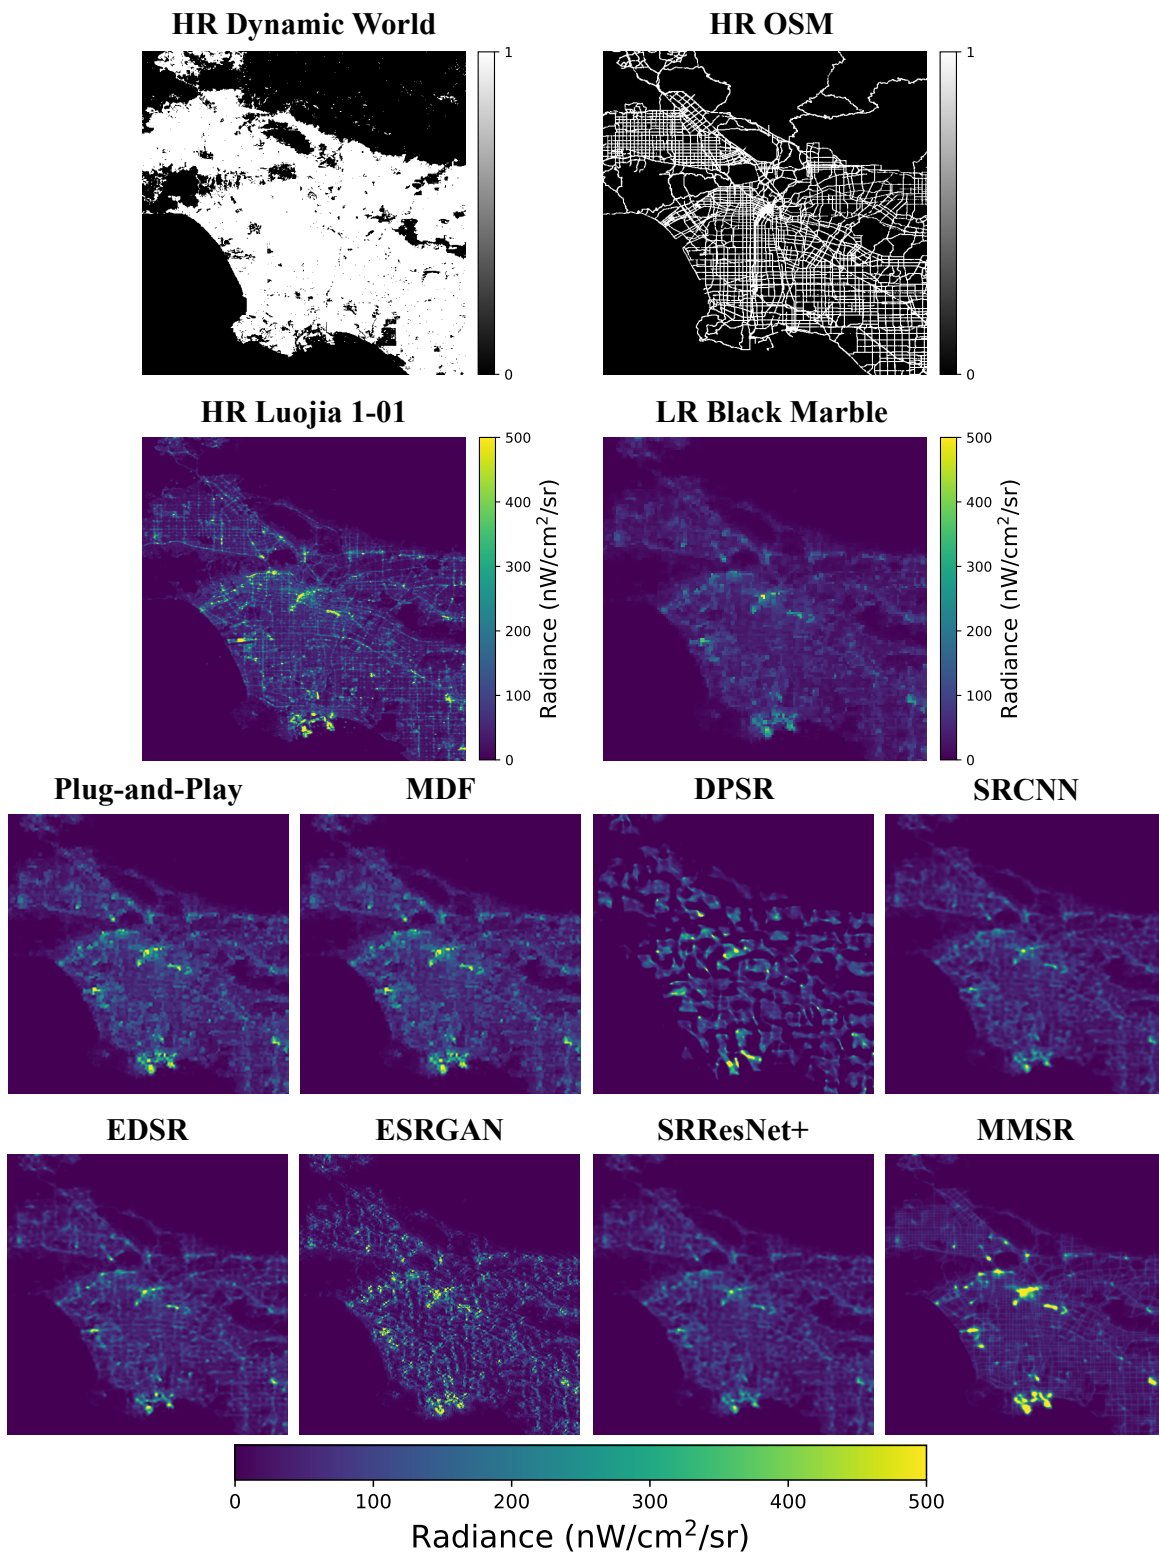 HR Dynamic World
HR OSM
1
0
1
0
HR Luojia 1-01
LR Black Marble
500
400
300
200
100
0
Radiance (nW/cm²/sr)
500
400
300
200
100
0
Radiance (nW/cm²/sr)
Plug-and-Play
MDF
DPSR
SRCNN
EDSR
ESRGAN
SRResNet+
MMSR
0 100 200 300 400 500
Radiance (nW/cm²/sr)